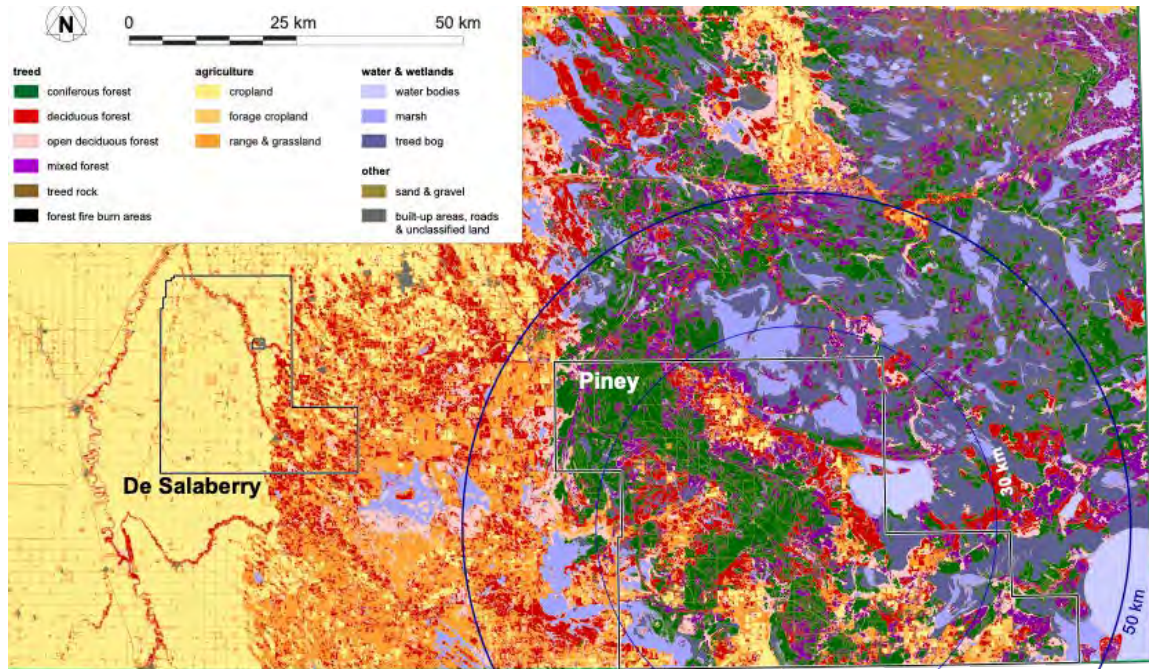 N
0 25 km 50 km
treed
coniferous forest
deciduous forest
open deciduous forest
mixed forest
treed rock
forest fire burn areas
agriculture
cropland
forage cropland
range & grassland
water & wetlands
water bodies
marsh
treed bog
other
sand & gravel
built-up areas, roads
& unclassified land
Piney
De Salaberry
30 km
50 km